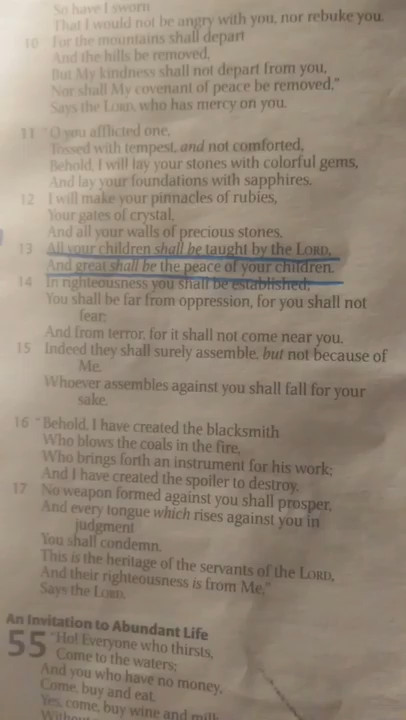 So have I sworn
That I would not be angry with you, nor rebuke you.
10 For the mountains shall depart
And the hills be removed,
But My kindness shall not depart from you,
Nor shall My covenant of peace be removed,"
Says the LORD, who has mercy on you.
11 "O you afflicted one,
Tossed with tempest, and not comforted,
Behold, I will lay your stones with colorful gems,
And lay your foundations with sapphires.
12 I will make your pinnacles of rubies,
Your gates of crystal,
And all your walls of precious stones.
13 All your children shall be taught by the LORD,
And great shall be the peace of your children.
14 In righteousness you shall be established;
You shall be far from oppression, for you shall not
fear;
And from terror, for it shall not come near you.
15 Indeed they shall surely assemble, but not because of
Me.
Whoever assembles against you shall fall for your
sake.
16 "Behold, I have created the blacksmith
Who blows the coals in the fire,
Who brings forth an instrument for his work;
And I have created the spoiler to destroy.
17 No weapon formed against you shall prosper,
And every tongue which rises against you in
judgment
You shall condemn.
This is the heritage of the servants of the LORD,
And their righteousness is from Me,"
Says the LORD.
An Invitation to Abundant Life
55 "Ho! Everyone who thirsts,
Come to the waters;
And you who have no money,
Come, buy and eat.
Yes, come, buy wine and milk
Without